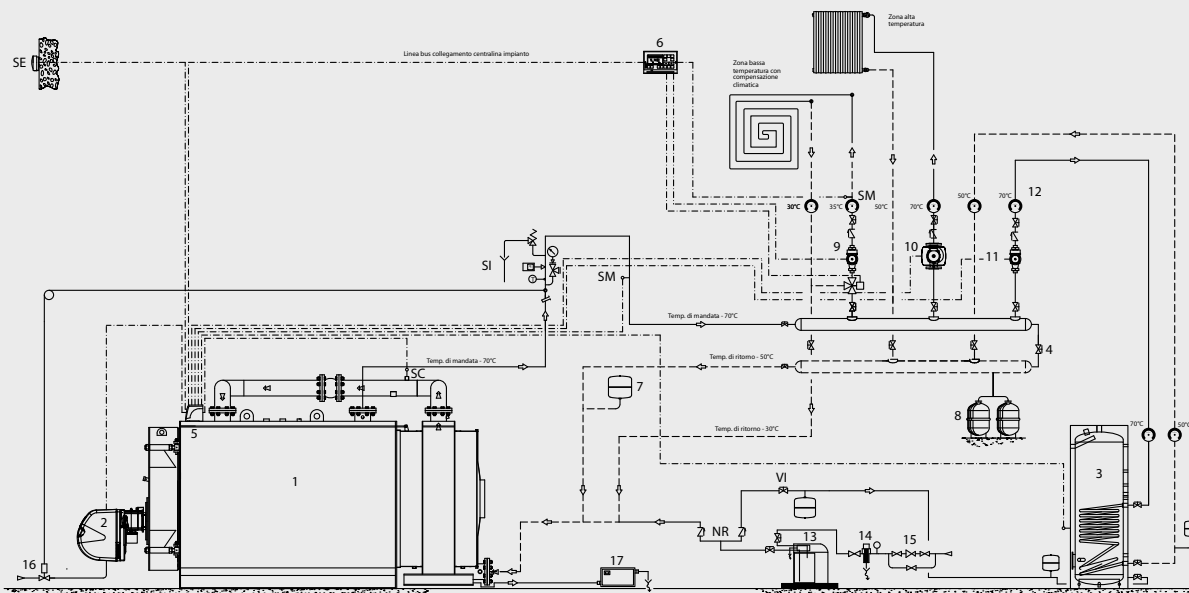 SE
Linea bus collegamento centralina impianto
6
Zona alta
temperatura
Zona bassa
temperatura con
compensazione
climatica
SM
30°C
35°C
50°C
70°C
50°C
70°C
12
9
10
11
SI
SM
Temp. di mandata - 70°C
4
Temp. di mandata - 70°C
Temp. di ritorno - 50°C
SC
7
8
5
Temp. di ritorno - 30°C
70°C
50°C
3
1
2
VI
NR
13
14
15
16
17